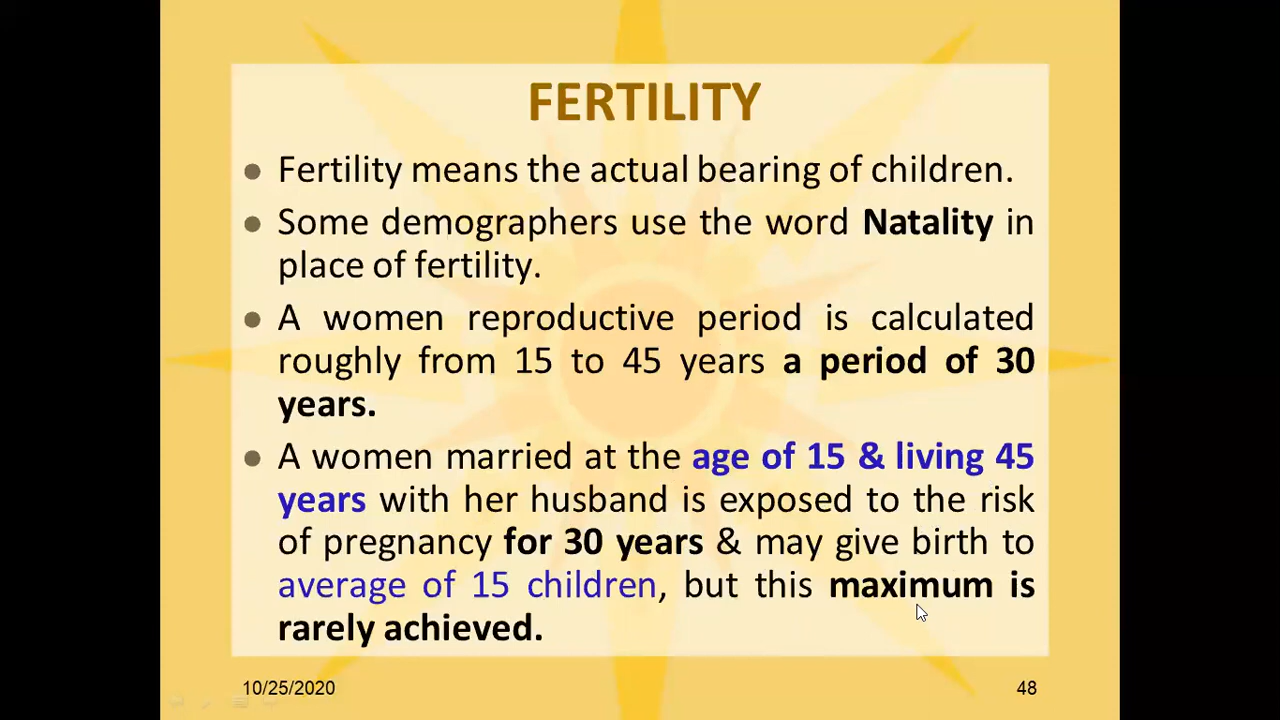 FERTILITY
Fertility means the actual bearing of children.
Some demographers use the word Natality in
place of fertility.
A women reproductive period is calculated
roughly from 15 to 45 years a period of 30
years.
A women married at the age of 15 & living 45
years with her husband is exposed to the risk
of pregnancy for 30 years & may give birth to
average of 15 children, but this maximum is
rarely achieved.
10/25/2020
48